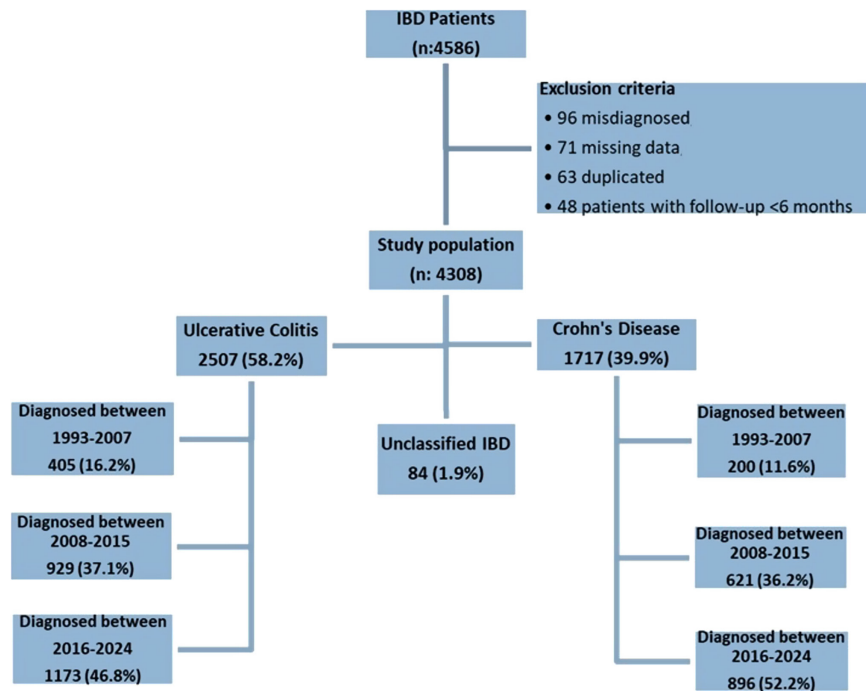 IBD Patients
(n:4586)
Exclusion criteria
• 96 misdiagnosed
• 71 missing data
• 63 duplicated
• 48 patients with follow-up <6 months
Study population
(n: 4308)
Ulcerative Colitis
2507 (58.2%)
Crohn's Disease
1717 (39.9%)
Unclassified IBD
84 (1.9%)
Diagnosed between
1993-2007
405 (16.2%)
Diagnosed between
2008-2015
929 (37.1%)
Diagnosed between
2016-2024
1173 (46.8%)
Diagnosed between
1993-2007
200 (11.6%)
Diagnosed between
2008-2015
621 (36.2%)
Diagnosed between
2016-2024
896 (52.2%)